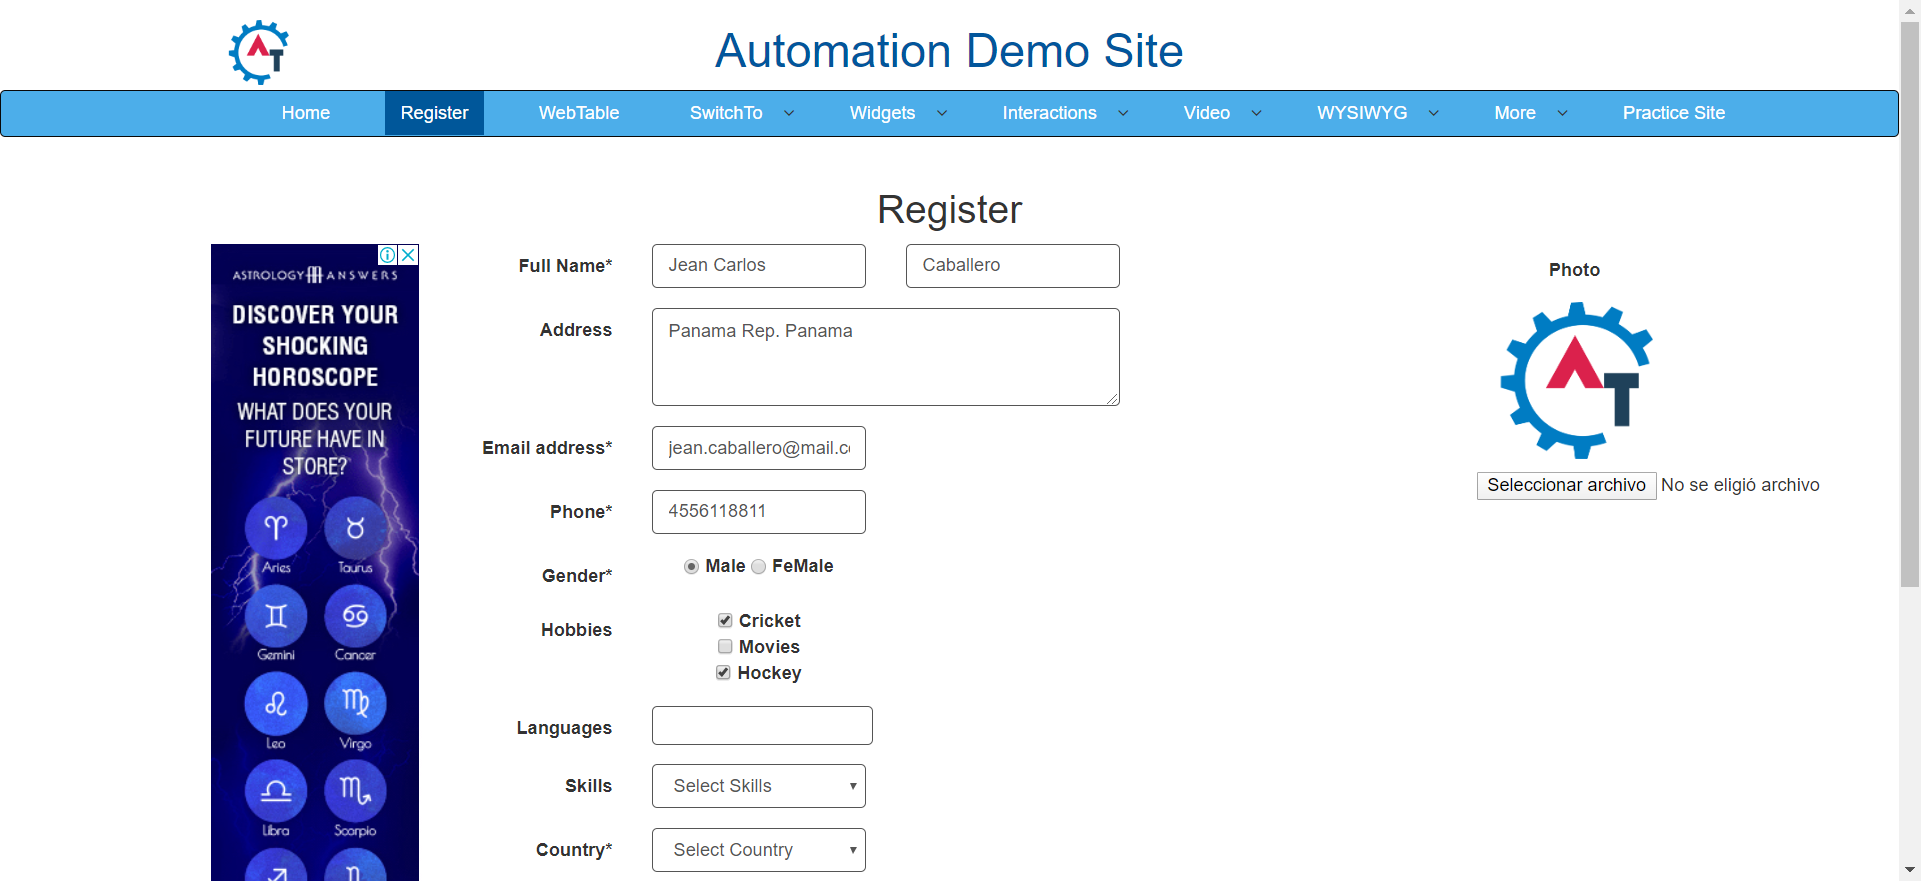 Automation Demo Site
Home Register WebTable SwitchTo Widgets Interactions Video WYSIWYG More Practice Site
Register
ASTROLOGY ANSWERS
DISCOVER YOUR
SHOCKING
HOROSCOPE
WHAT DOES YOUR
FUTURE HAVE IN
STORE?
Aries Taurus
Gemini Cancer
Leo Virgo
Libra Scorpio
Full Name* Jean Carlos Caballero
Address Panama Rep. Panama
Email address* jean.caballero@mail.c
Phone* 4556118811
Gender* Male FeMale
Hobbies Cricket
Movies
Hockey
Languages
Skills Select Skills
Country* Select Country
Photo
AT
Seleccionar archivo No se eligió archivo